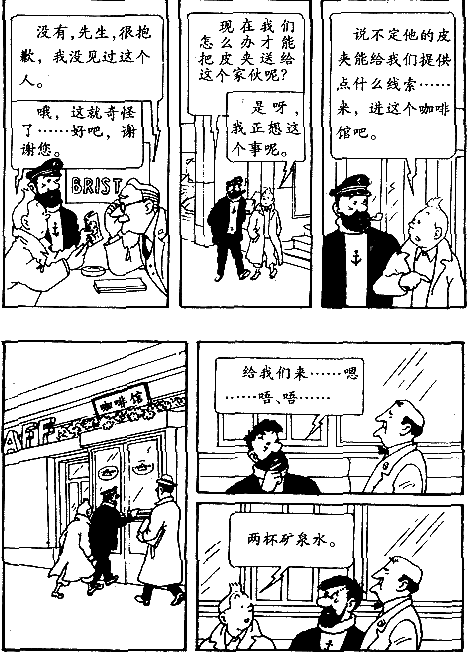 没有,先生,很抱
歉,我没见过这个
人。
哦,这就奇怪
了……好吧,谢
谢您。
BRIST
现在我们
怎么办才能
把皮夹送给
这个家伙呢?
是呀,
我正想这
个事呢。
说不定他的皮
夹能给我们提供
点什么线索……
来,进这个咖啡
馆吧。
咖啡馆
AFE
给我们来……嗯
……唔、唔……
两杯矿泉水。